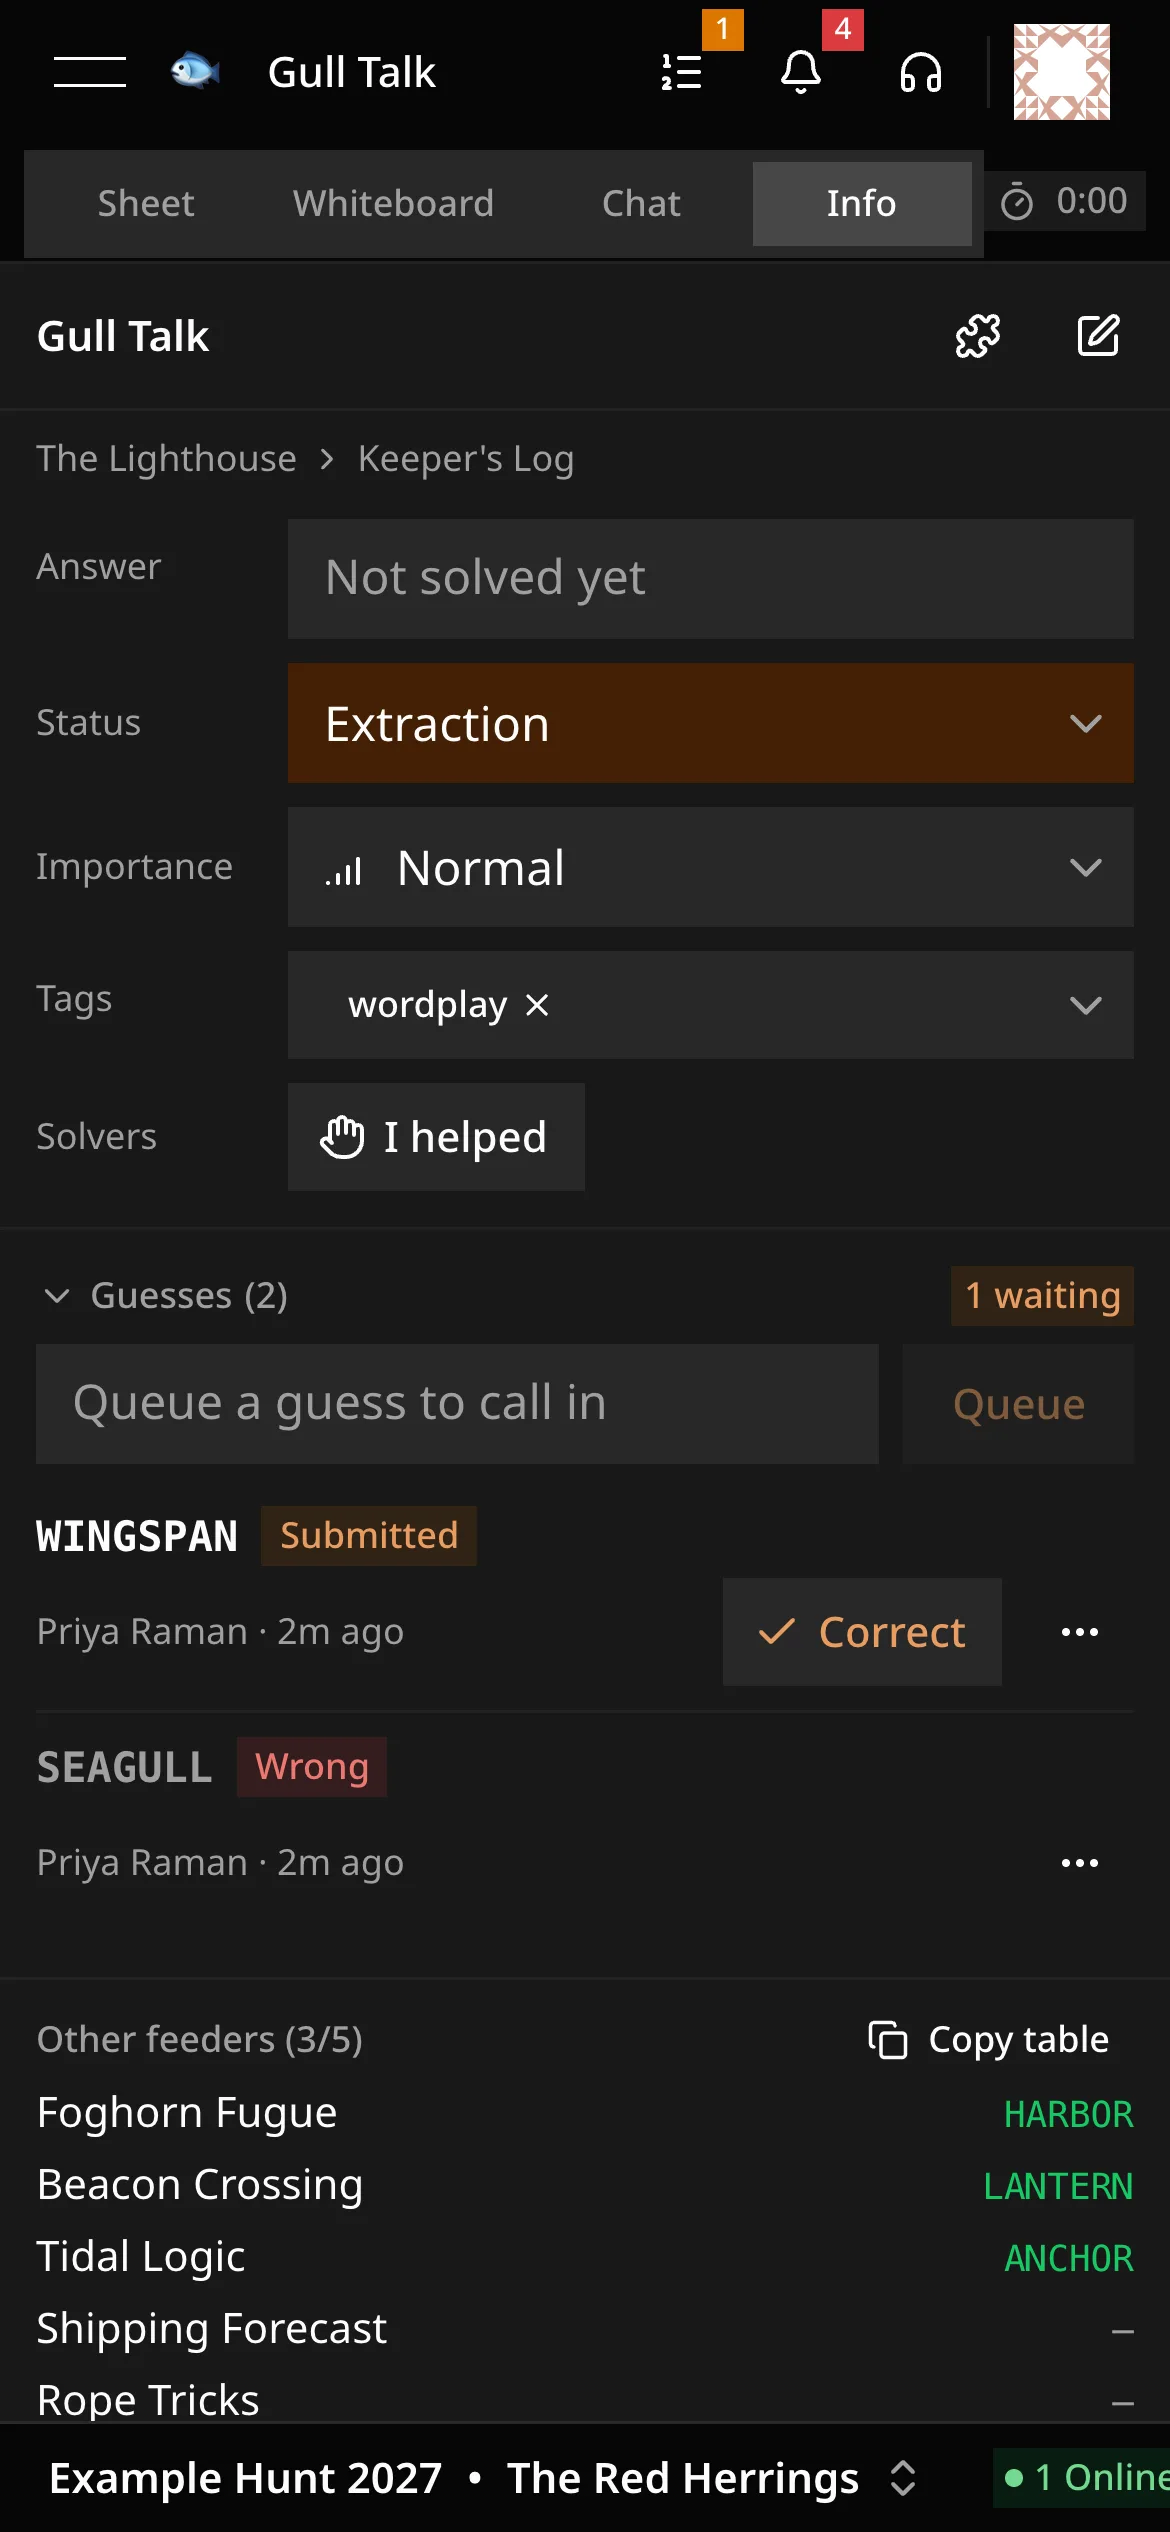 1
4
Gull Talk
Sheet Whiteboard Chat Info 0:00
Gull Talk
The Lighthouse > Keeper's Log
Answer Not solved yet
Status Extraction
Importance Normal
Tags wordplay ×
Solvers I helped
Guesses (2) 1 waiting
Queue a guess to call in Queue
WINGSPAN Submitted
Priya Raman · 2m ago Correct
SEAGULL Wrong
Priya Raman · 2m ago
Other feeders (3/5) Copy table
Foghorn Fugue HARBOR
Beacon Crossing LANTERN
Tidal Logic ANCHOR
Shipping Forecast –
Rope Tricks –
Example Hunt 2027 • The Red Herrings 1 Online